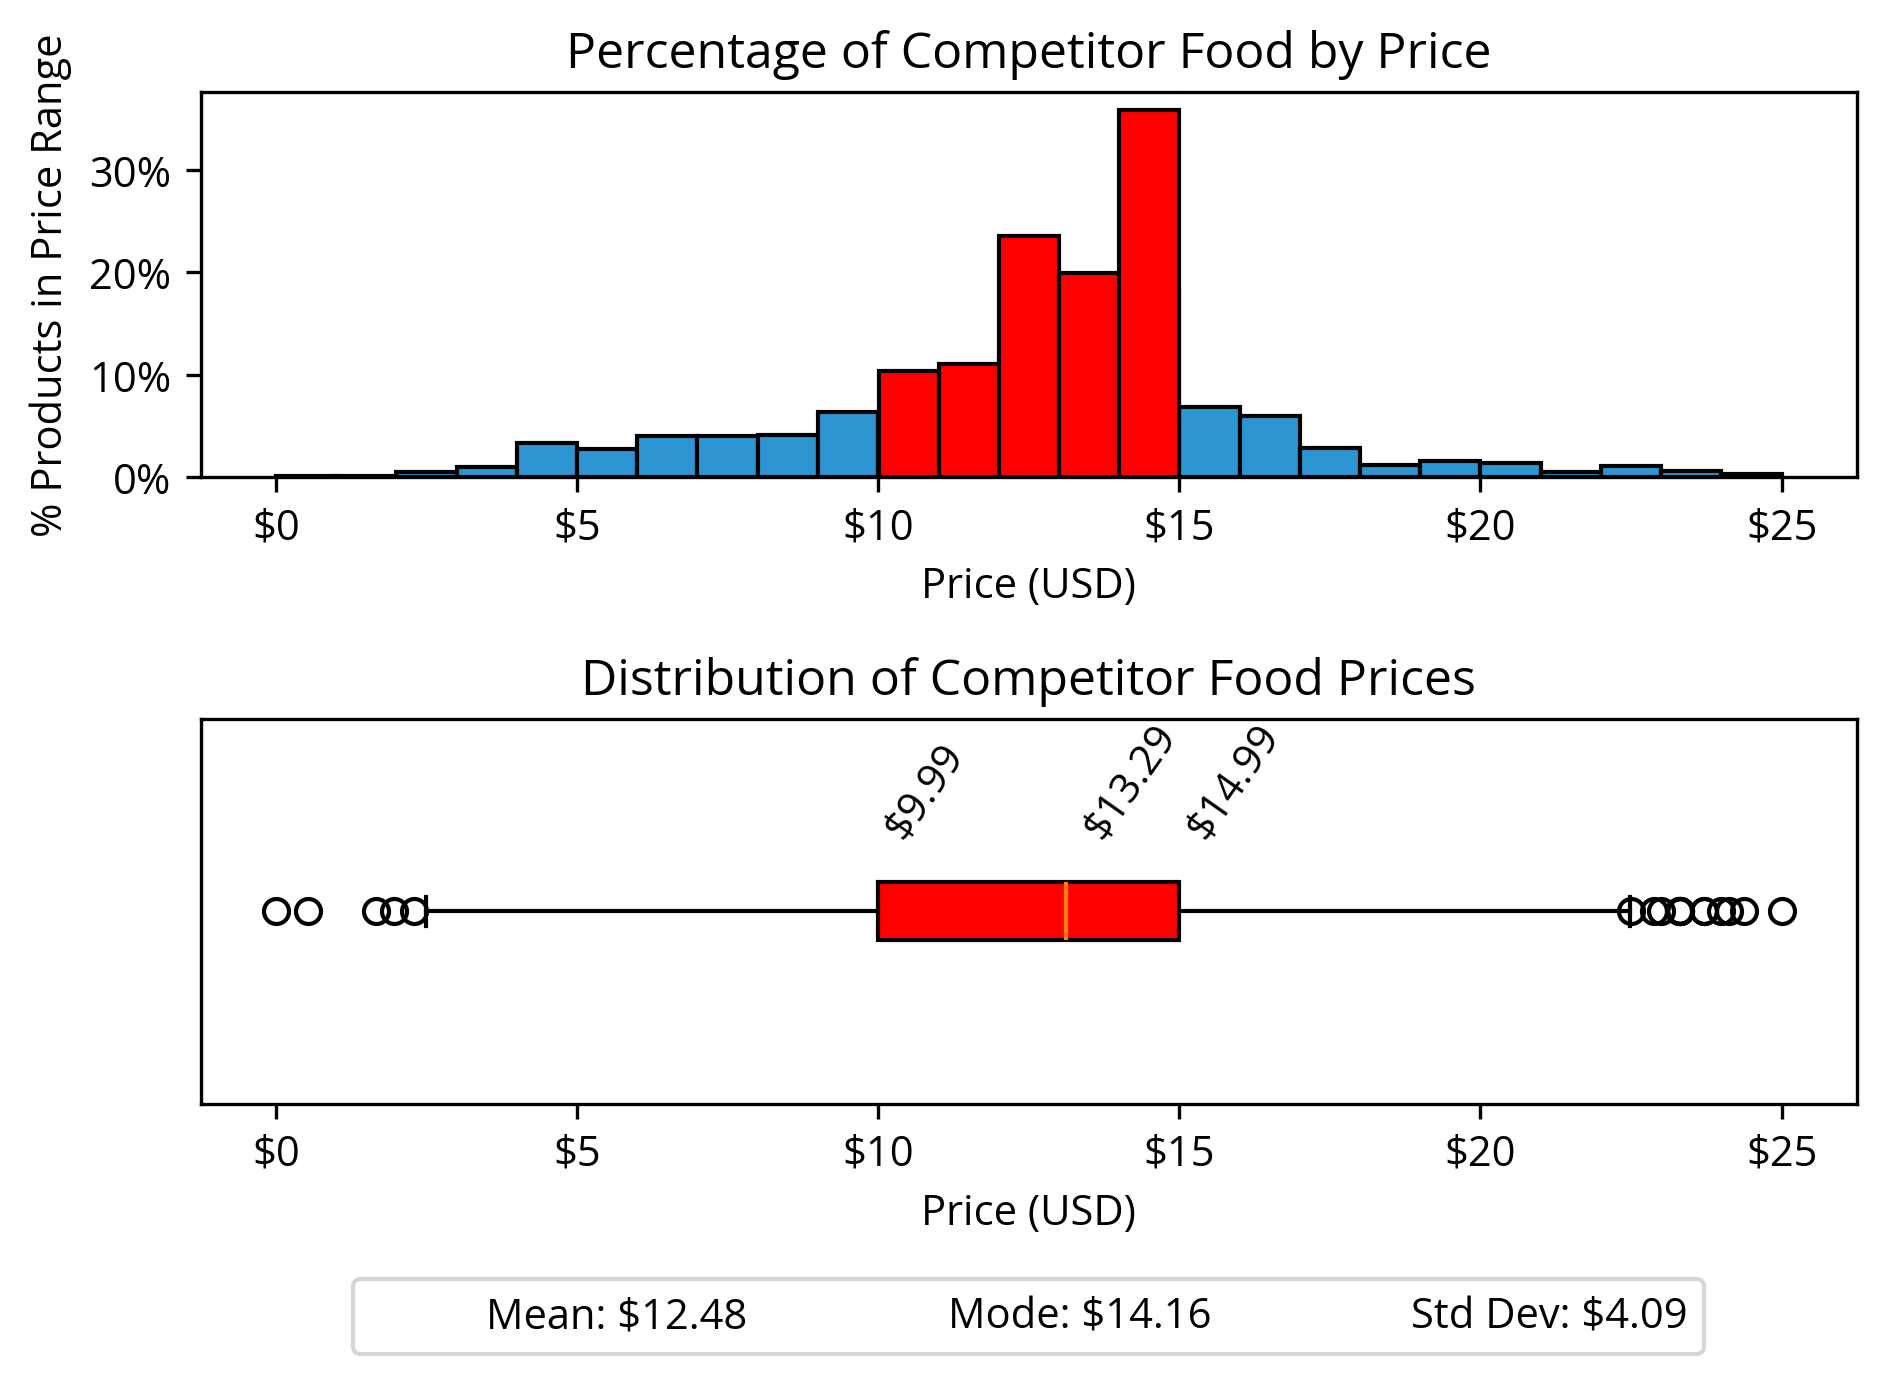 Percentage of Competitor Food by Price
% Products in Price Range
30%
20%
10%
0%
$0 $5 $10 $15 $20 $25
Price (USD)
Distribution of Competitor Food Prices
$9.99 $13.29 $14.99
$0 $5 $10 $15 $20 $25
Price (USD)
Mean: $12.48 Mode: $14.16 Std Dev: $4.09